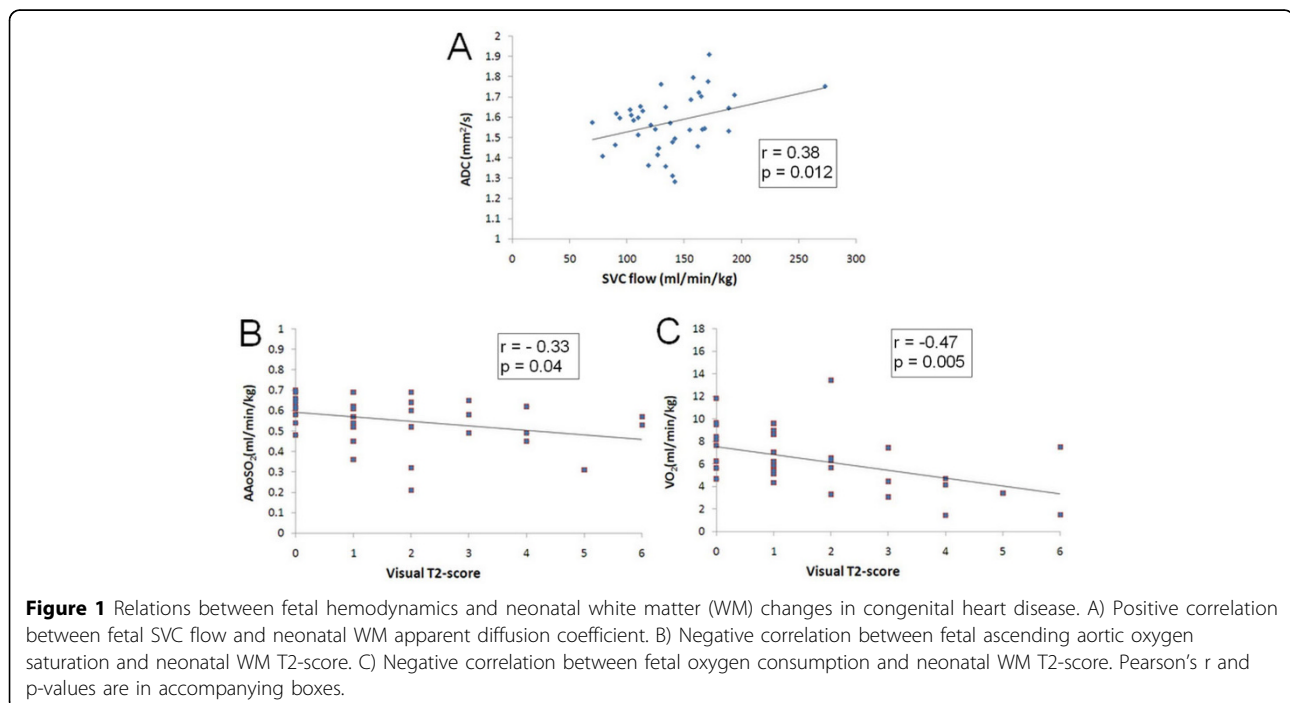 A
2
1.9
1.8
1.7
1.6
1.5
1.4
1.3
1.2
1.1
1
ADC (mm²/s)
r = 0.38
p = 0.012
0 50 100 150 200 250 300
SVC flow (ml/min/kg)
B
1
0.9
0.8
0.7
0.6
0.5
0.4
0.3
0.2
0.1
0
AAoSO₂(ml/min/kg)
r = - 0.33
p = 0.04
0 1 2 3 4 5 6
Visual T2-score
C
18
16
14
12
10
8
6
4
2
0
VO₂(ml/min/kg)
r = -0.47
p = 0.005
0 1 2 3 4 5 6
Visual T2-score
Figure 1 Relations between fetal hemodynamics and neonatal white matter (WM) changes in congenital heart disease. A) Positive correlation
between fetal SVC flow and neonatal WM apparent diffusion coefficient. B) Negative correlation between fetal ascending aortic oxygen
saturation and neonatal WM T2-score. C) Negative correlation between fetal oxygen consumption and neonatal WM T2-score. Pearson's r and
p-values are in accompanying boxes.